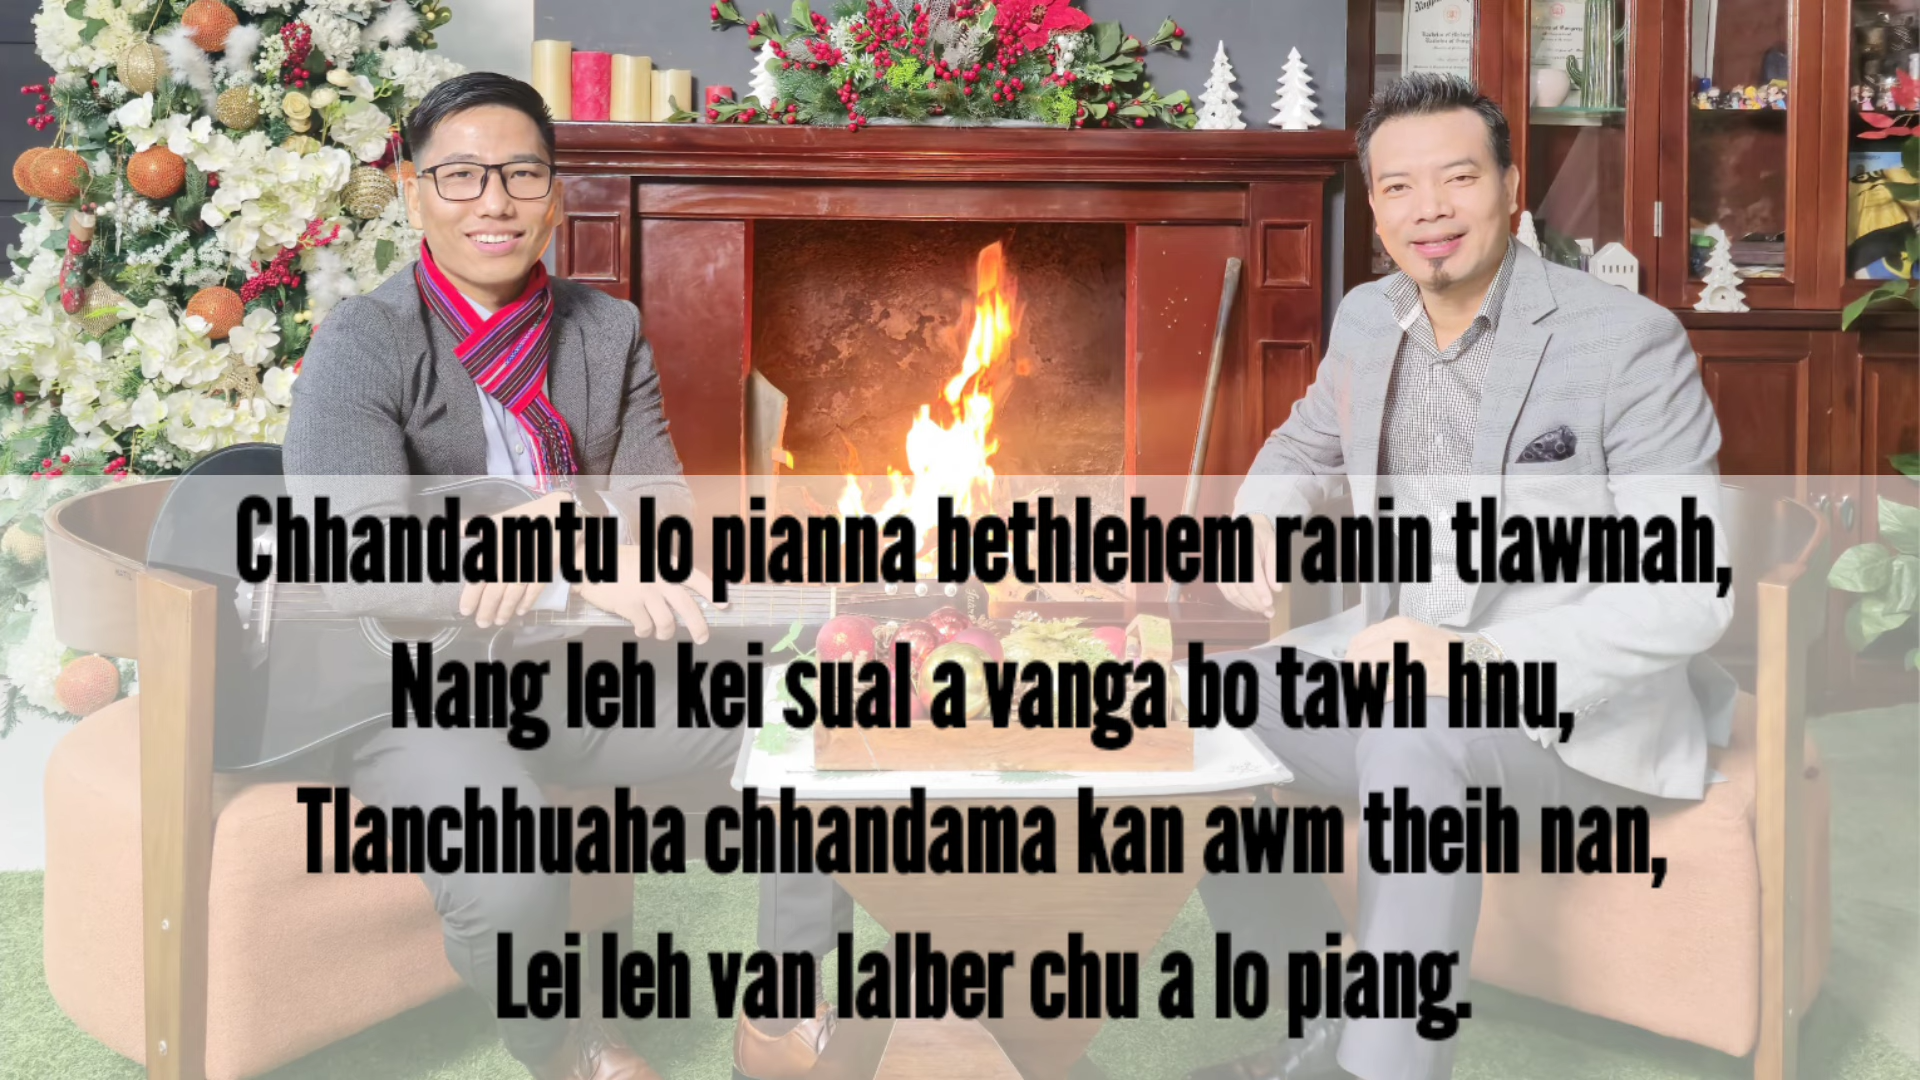 Chhandamtu lo pianna bethlehem ranin tlawmah,
Nang leh kei sual a vanga bo tawh hnu,
Tlanchhuaha chhandama kan awm theih nan,
Lei leh van lalber chu a lo piang.